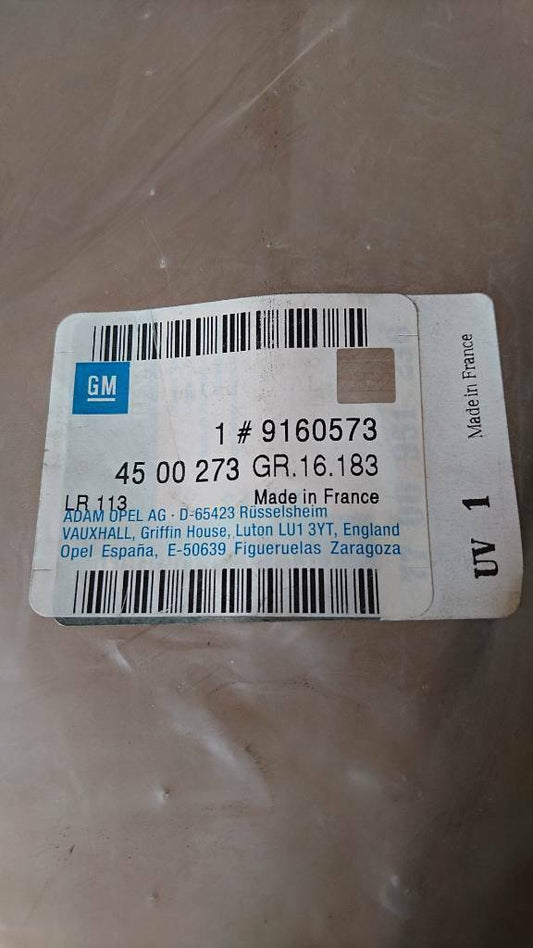 GM
1 # 9160573
45 00 273 GR.16.183
LR 113 Made in France
ADAM OPEL AG · D-65423 Rüsselsheim
VAUXHALL, Griffin House, Luton LU1 3YT, England
Opel España, E-50639 Figueruelas Zaragoza
UV 1 Made in France